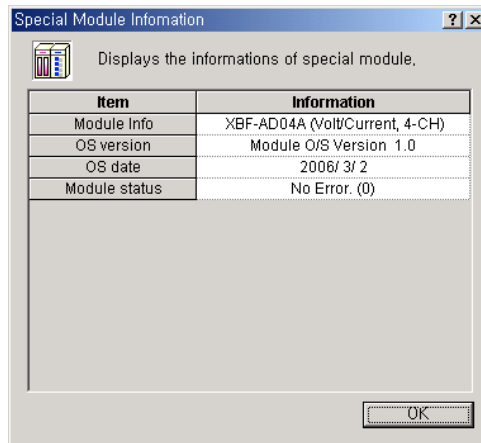 Special Module Infomation
Displays the informations of special module,
Item Information
Module Info XBF-AD04A (Volt/Current, 4-CH)
OS version Module O/S Version 1.0
OS date 2006/ 3/ 2
Module status No Error. (0)
OK